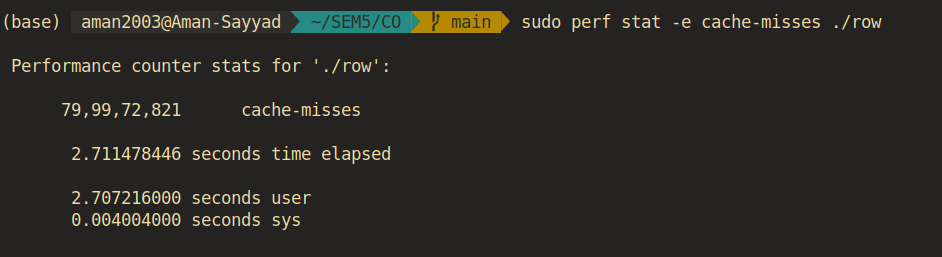 (base) aman2003@Aman-Sayyad ~/SEM5/CO main sudo perf stat -e cache-misses ./row
Performance counter stats for './row':
79,99,72,821 cache-misses
2.711478446 seconds time elapsed
2.707216000 seconds user
0.004004000 seconds sys